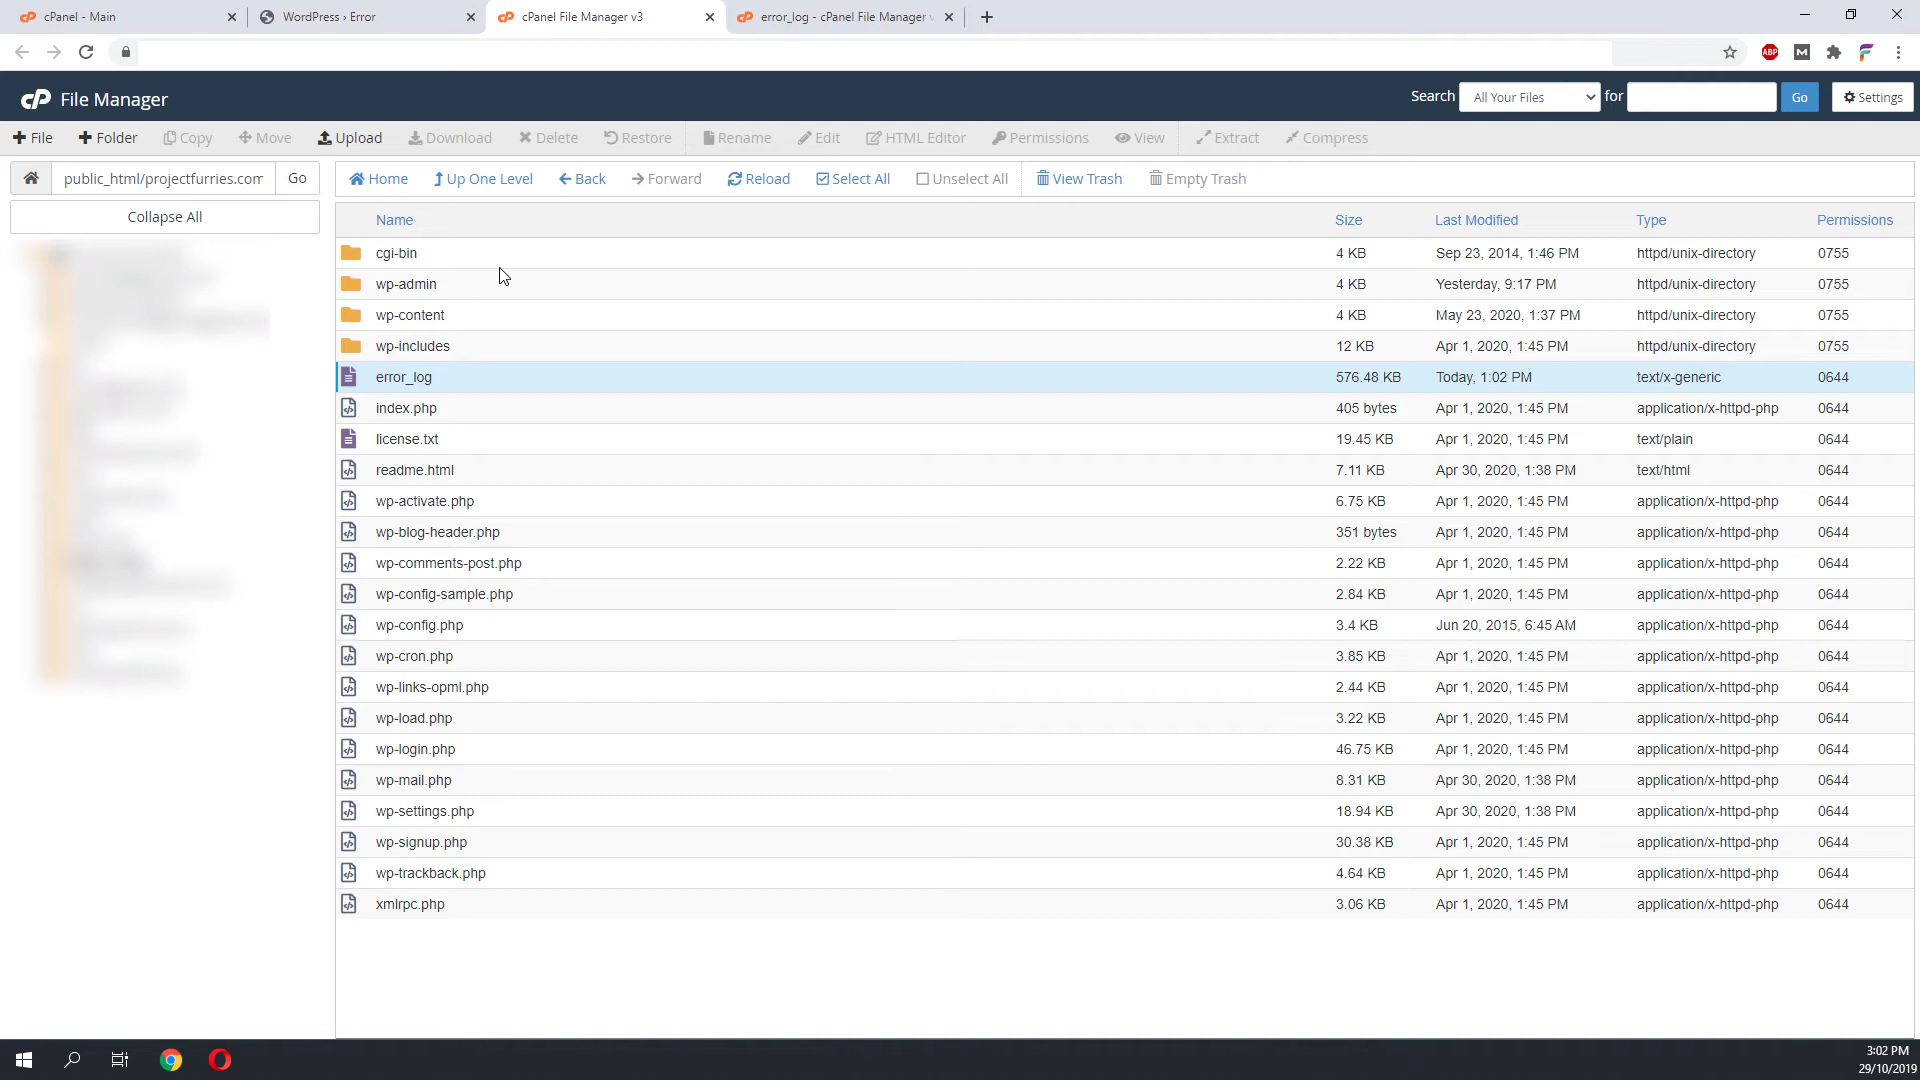 cPanel - Main
WordPress › Error
cPanel File Manager v3
error_log - cPanel File Manager
ABP
M
cP File Manager
Search All Your Files for Go Settings
File Folder Copy Move Upload Download Delete Restore Rename Edit HTML Editor Permissions View Extract Compress
public_html/projectfurries.com Go
Home Up One Level Back Forward Reload Select All Unselect All View Trash Empty Trash
Collapse All
Name Size Last Modified Type Permissions
cgi-bin 4 KB Sep 23, 2014, 1:46 PM httpd/unix-directory 0755
wp-admin 4 KB Yesterday, 9:17 PM httpd/unix-directory 0755
wp-content 4 KB May 23, 2020, 1:37 PM httpd/unix-directory 0755
wp-includes 12 KB Apr 1, 2020, 1:45 PM httpd/unix-directory 0755
error_log 576.48 KB Today, 1:02 PM text/x-generic 0644
index.php 405 bytes Apr 1, 2020, 1:45 PM application/x-httpd-php 0644
license.txt 19.45 KB Apr 1, 2020, 1:45 PM text/plain 0644
readme.html 7.11 KB Apr 30, 2020, 1:38 PM text/html 0644
wp-activate.php 6.75 KB Apr 1, 2020, 1:45 PM application/x-httpd-php 0644
wp-blog-header.php 351 bytes Apr 1, 2020, 1:45 PM application/x-httpd-php 0644
wp-comments-post.php 2.22 KB Apr 1, 2020, 1:45 PM application/x-httpd-php 0644
wp-config-sample.php 2.84 KB Apr 1, 2020, 1:45 PM application/x-httpd-php 0644
wp-config.php 3.4 KB Jun 20, 2015, 6:45 AM application/x-httpd-php 0644
wp-cron.php 3.85 KB Apr 1, 2020, 1:45 PM application/x-httpd-php 0644
wp-links-opml.php 2.44 KB Apr 1, 2020, 1:45 PM application/x-httpd-php 0644
wp-load.php 3.22 KB Apr 1, 2020, 1:45 PM application/x-httpd-php 0644
wp-login.php 46.75 KB Apr 1, 2020, 1:45 PM application/x-httpd-php 0644
wp-mail.php 8.31 KB Apr 30, 2020, 1:38 PM application/x-httpd-php 0644
wp-settings.php 18.94 KB Apr 30, 2020, 1:38 PM application/x-httpd-php 0644
wp-signup.php 30.38 KB Apr 1, 2020, 1:45 PM application/x-httpd-php 0644
wp-trackback.php 4.64 KB Apr 1, 2020, 1:45 PM application/x-httpd-php 0644
xmlrpc.php 3.06 KB Apr 1, 2020, 1:45 PM application/x-httpd-php 0644
3:02 PM
29/10/2019